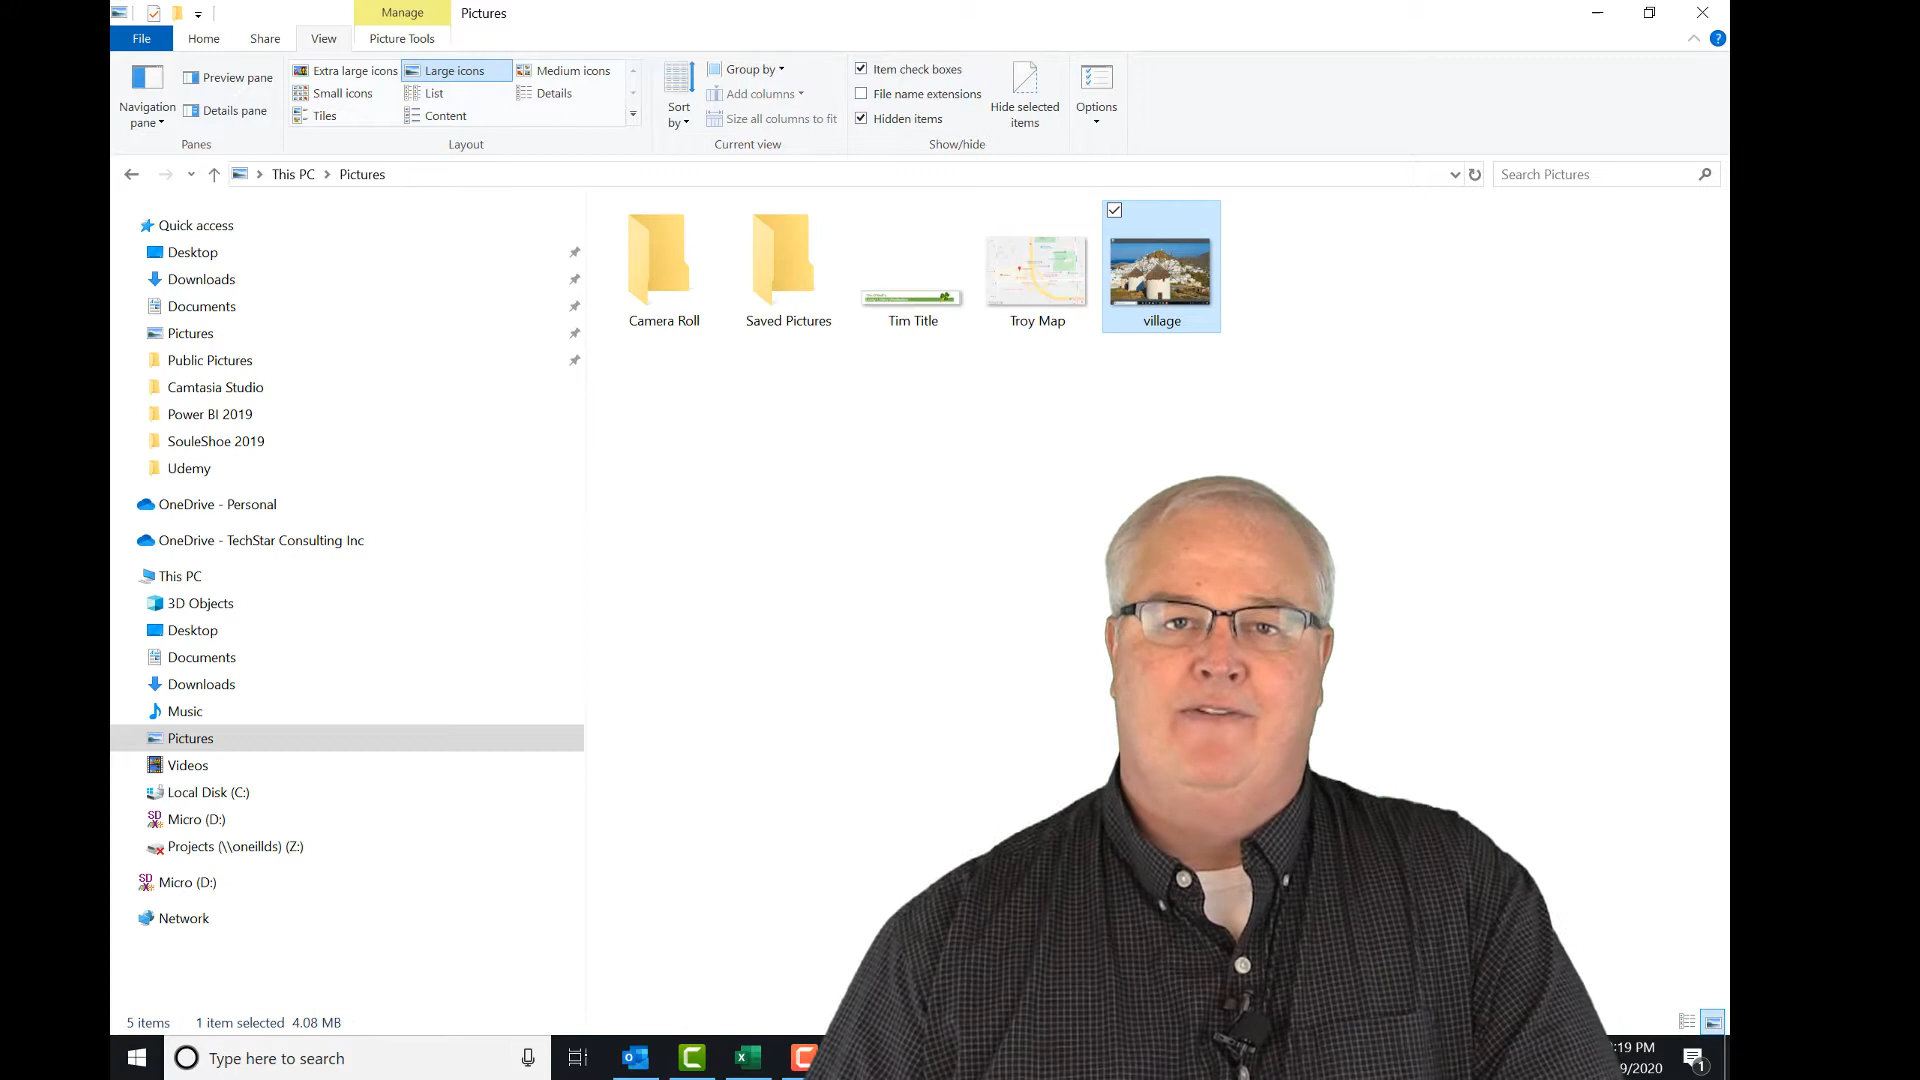 Manage
Pictures
File
Home
Share
View
Picture Tools
Navigation pane
Preview pane
Details pane
Panes
Extra large icons
Large icons
Medium icons
Small icons
List
Details
Tiles
Content
Layout
Sort by
Group by
Add columns
Size all columns to fit
Current view
Item check boxes
File name extensions
Hidden items
Hide selected items
Show/hide
Options
This PC
Pictures
Search Pictures
Quick access
Desktop
Downloads
Documents
Pictures
Public Pictures
Camtasia Studio
Power BI 2019
SouleShoe 2019
Udemy
OneDrive - Personal
OneDrive - TechStar Consulting Inc
This PC
3D Objects
Desktop
Documents
Downloads
Music
Pictures
Videos
Local Disk (C:)
Micro (D:)
Projects (\\oneillds) (Z:)
Micro (D:)
Network
Camera Roll
Saved Pictures
Tim Title
Troy Map
village
5 items
1 item selected 4.08 MB
Type here to search
:19 PM
9/2020
1